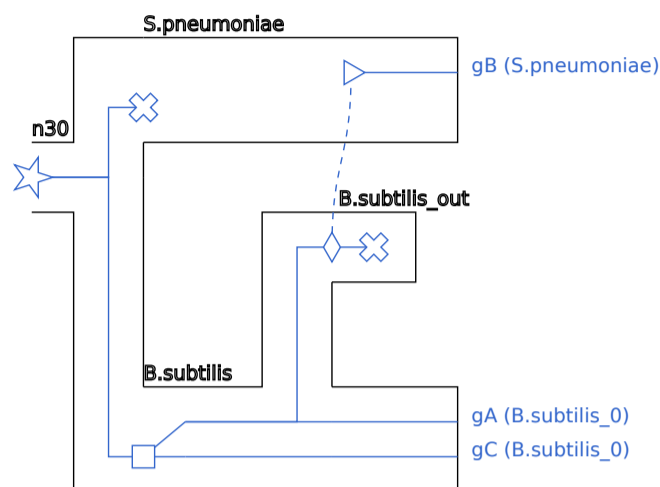 S.pneumoniae
gB (S.pneumoniae)
n30
B.subtilis_out
B.subtilis
gA (B.subtilis_0)
gC (B.subtilis_0)